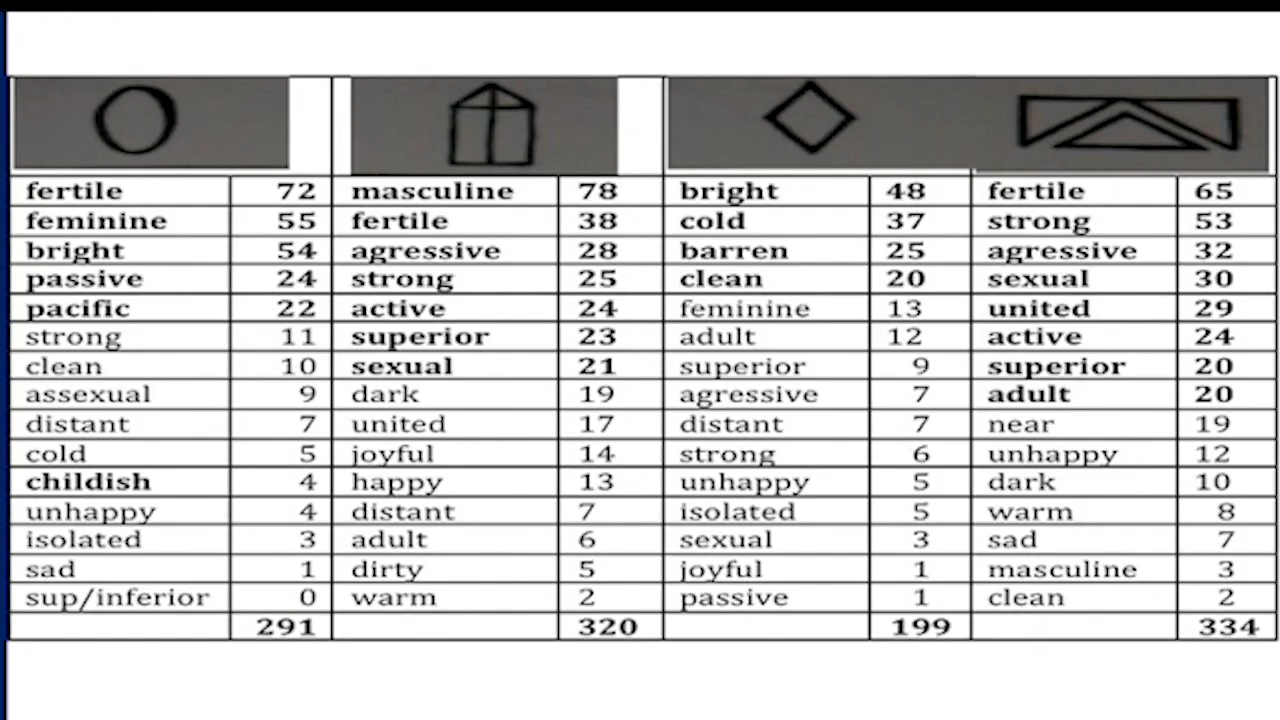 fertile 72 masculine 78 bright 48 fertile 65
feminine 55 fertile 38 cold 37 strong 53
bright 54 agressive 28 barren 25 agressive 32
passive 24 strong 25 clean 20 sexual 30
pacific 22 active 24 feminine 13 united 29
strong 11 superior 23 adult 12 active 24
clean 10 sexual 21 superior 9 superior 20
assexual 9 dark 19 agressive 7 adult 20
distant 7 united 17 distant 7 near 19
cold 5 joyful 14 strong 6 unhappy 12
childish 4 happy 13 unhappy 5 dark 10
unhappy 4 distant 7 isolated 5 warm 8
isolated 3 adult 6 sexual 3 sad 7
sad 1 dirty 5 joyful 1 masculine 3
sup/inferior 0 warm 2 passive 1 clean 2
291 320 199 334